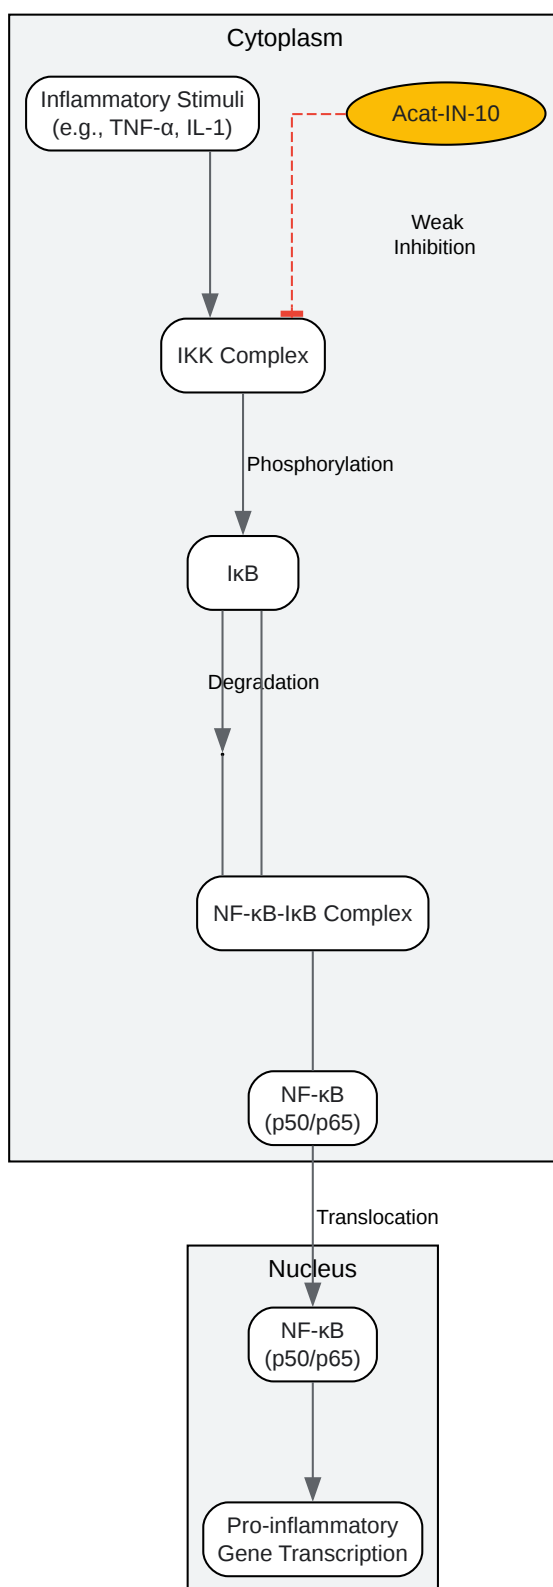 Cytoplasm
Inflammatory Stimuli
(e.g., TNF-α, IL-1)
Acat-IN-10
Weak
Inhibition
IKK Complex
Phosphorylation
IκB
Degradation
NF-κB-IκB Complex
NF-κB
(p50/p65)
Translocation
Nucleus
NF-κB
(p50/p65)
Pro-inflammatory
Gene Transcription